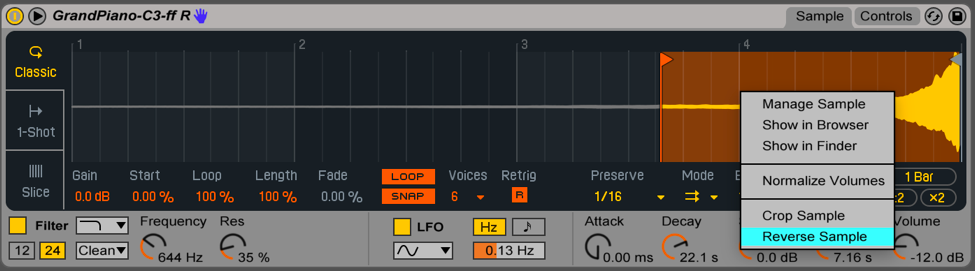 GrandPiano-C3-ff R
Sample
Controls
1
2
3
4
Classic
1-Shot
Slice
Manage Sample
Show in Browser
Show in Finder
Normalize Volumes
Crop Sample
Reverse Sample
Gain Start Loop Length Fade LOOP Voices Retrig Preserve Mode 1 Bar
0.0 dB 0.00 % 100 % 100 % 0.00 % SNAP 6 R 1/16 ×2
Filter Frequency Res LFO Hz Attack Decay Volume
12 24 Clean 644 Hz 35 % 0.13 Hz 0.00 ms 22.1 s 0.0 dB 7.16 s -12.0 dB